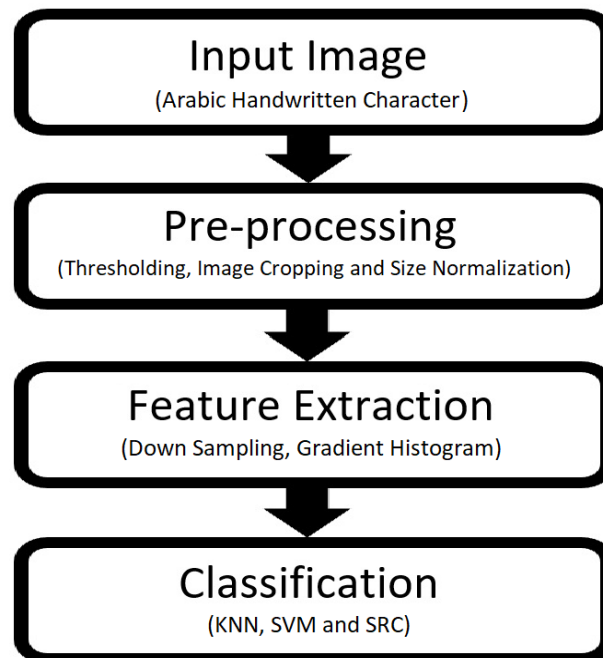 Input Image
(Arabic Handwritten Character)
Pre-processing
(Thresholding, Image Cropping and Size Normalization)
Feature Extraction
(Down Sampling, Gradient Histogram)
Classification
(KNN, SVM and SRC)